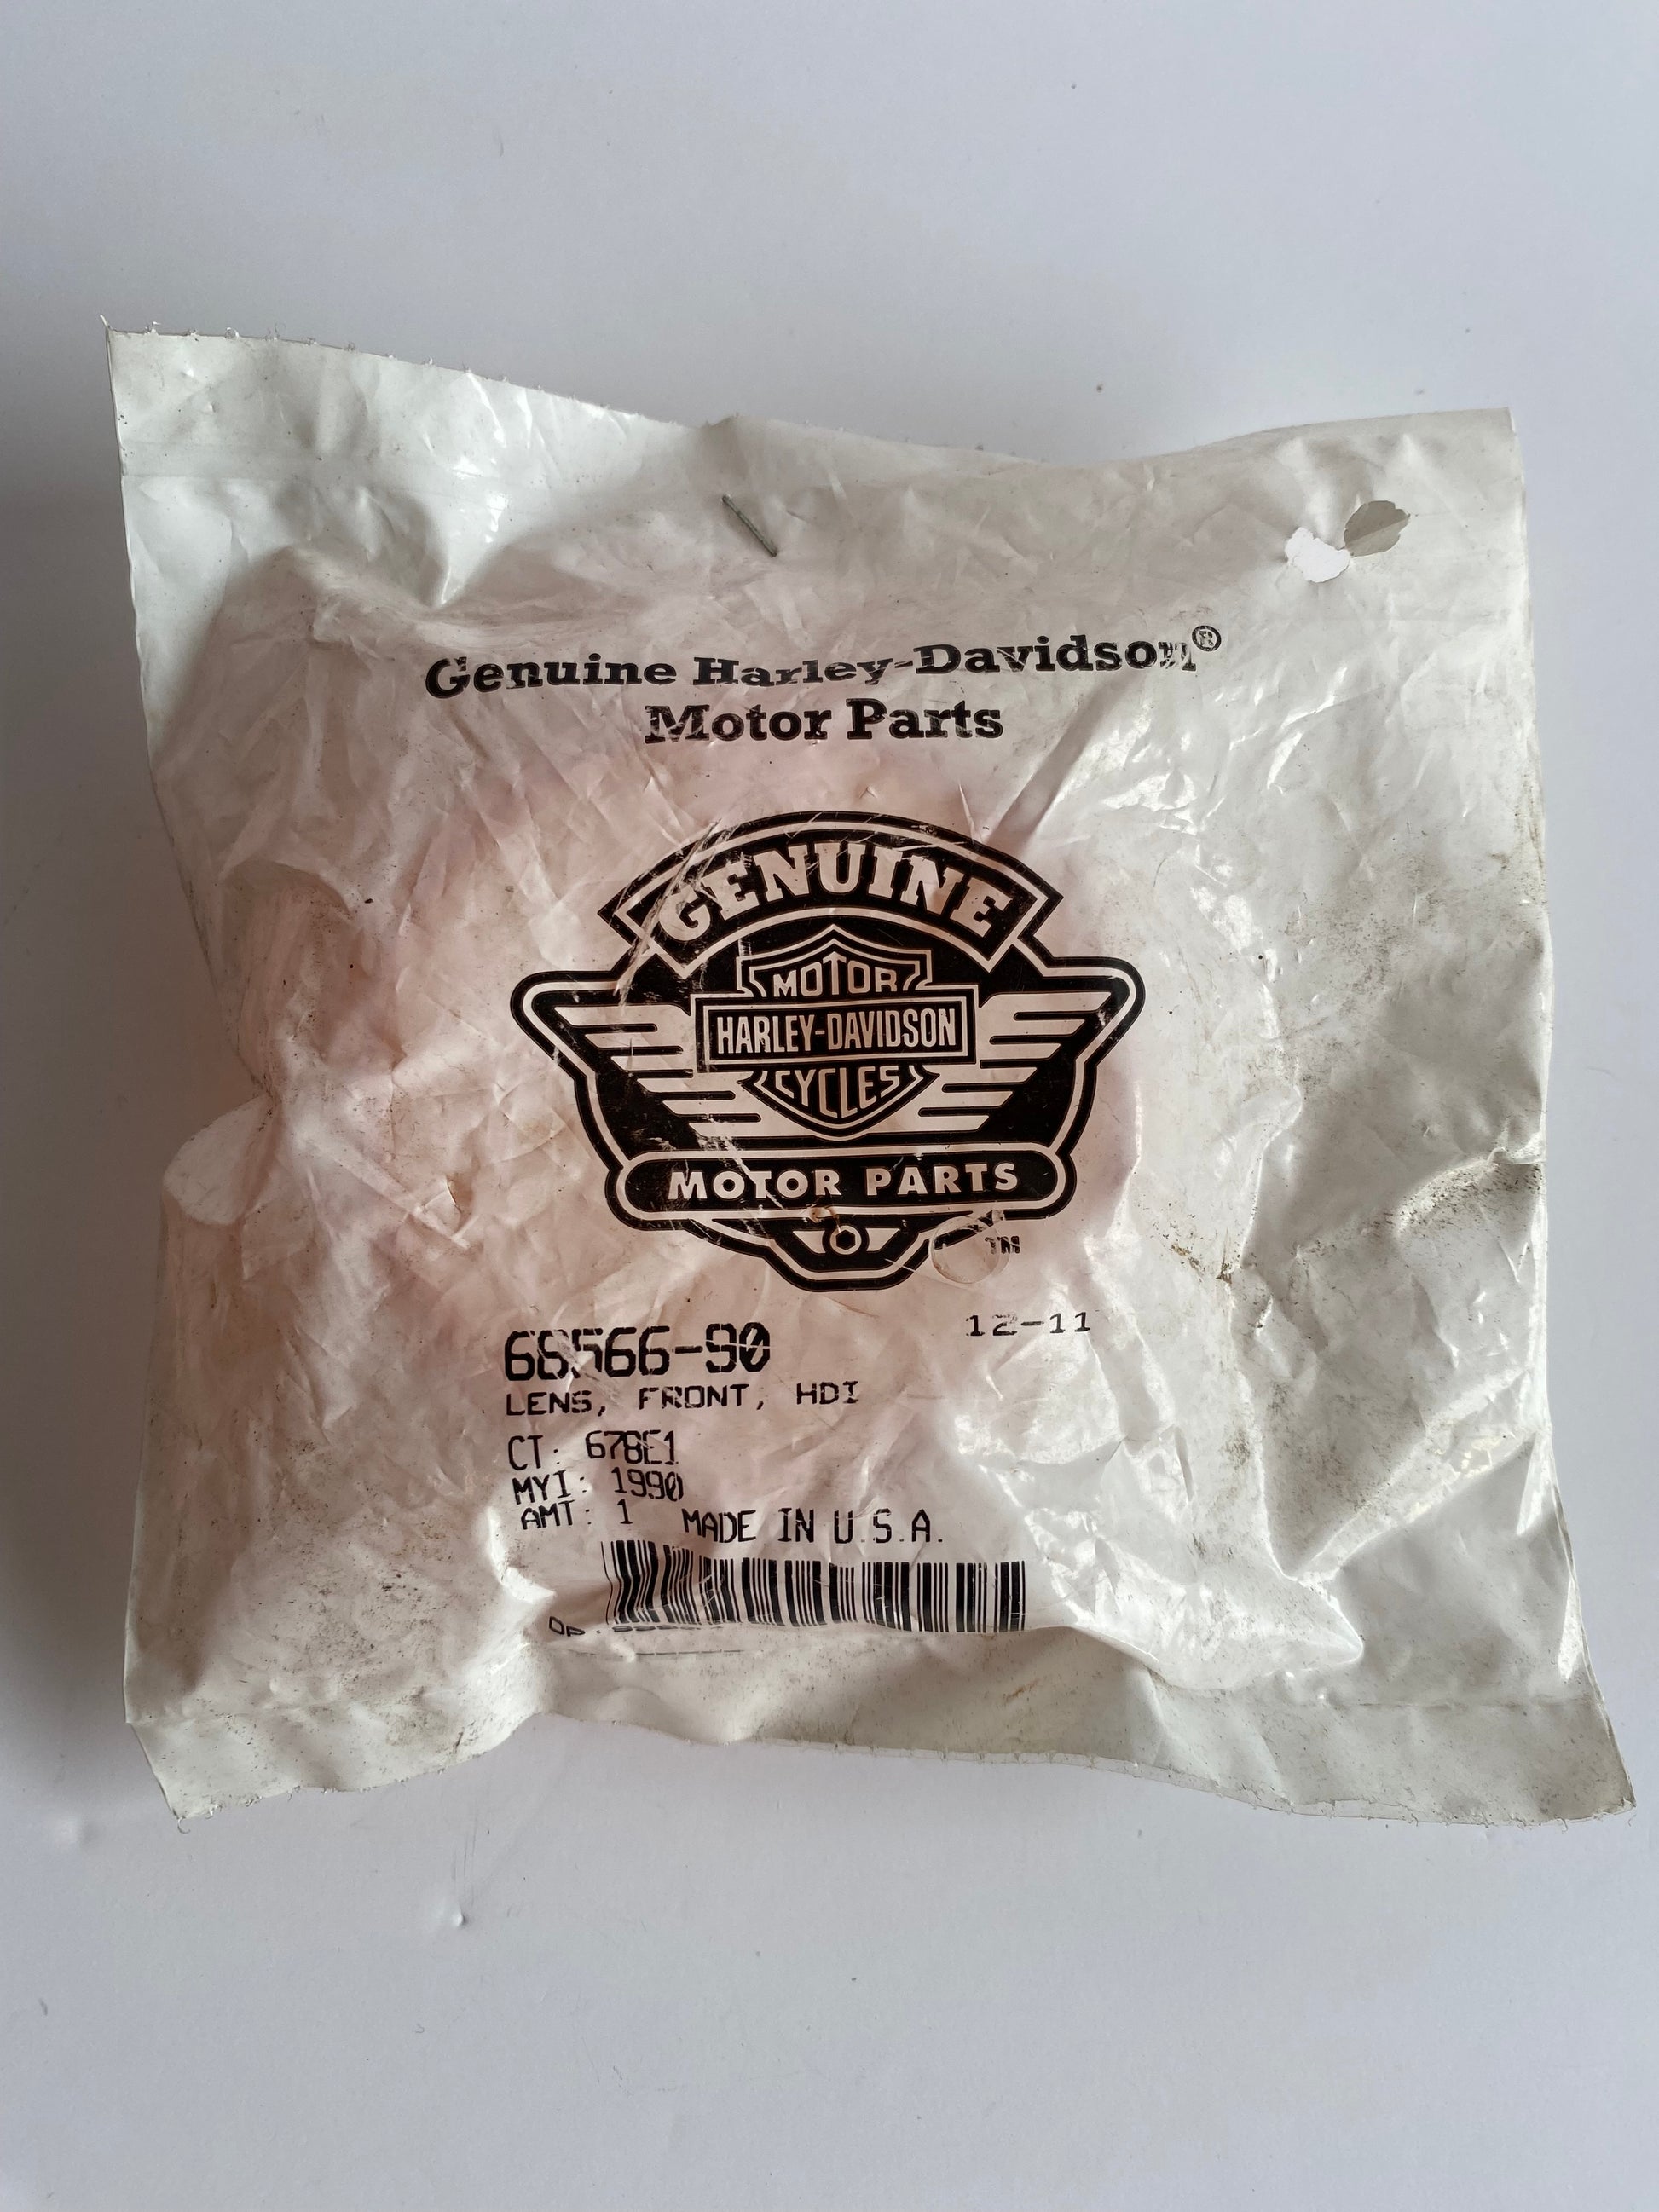 Genuine Harley-Davidson®
Motor Parts
GENUINE
MOTOR
HARLEY-DAVIDSON
CYCLES
MOTOR PARTS
TM
12-11
68566-90
LENS, FRONT, HDI
CT: 678E1
MYI: 1990
AMT: 1 MADE IN U.S.A.